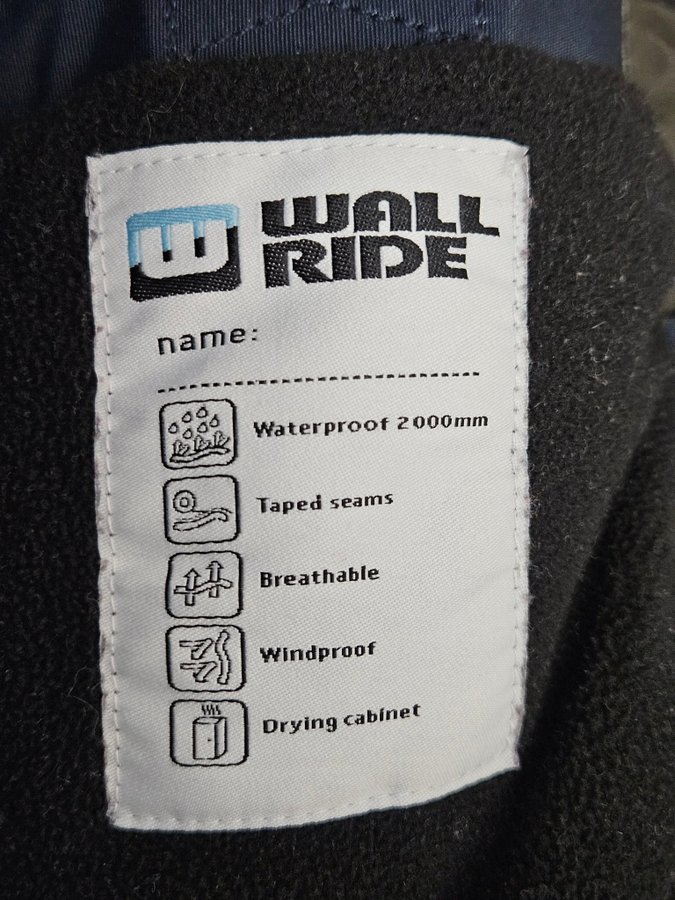 W
WALL
RIDE
name:
Waterproof 2000mm
Taped seams
Breathable
Windproof
Drying cabinet